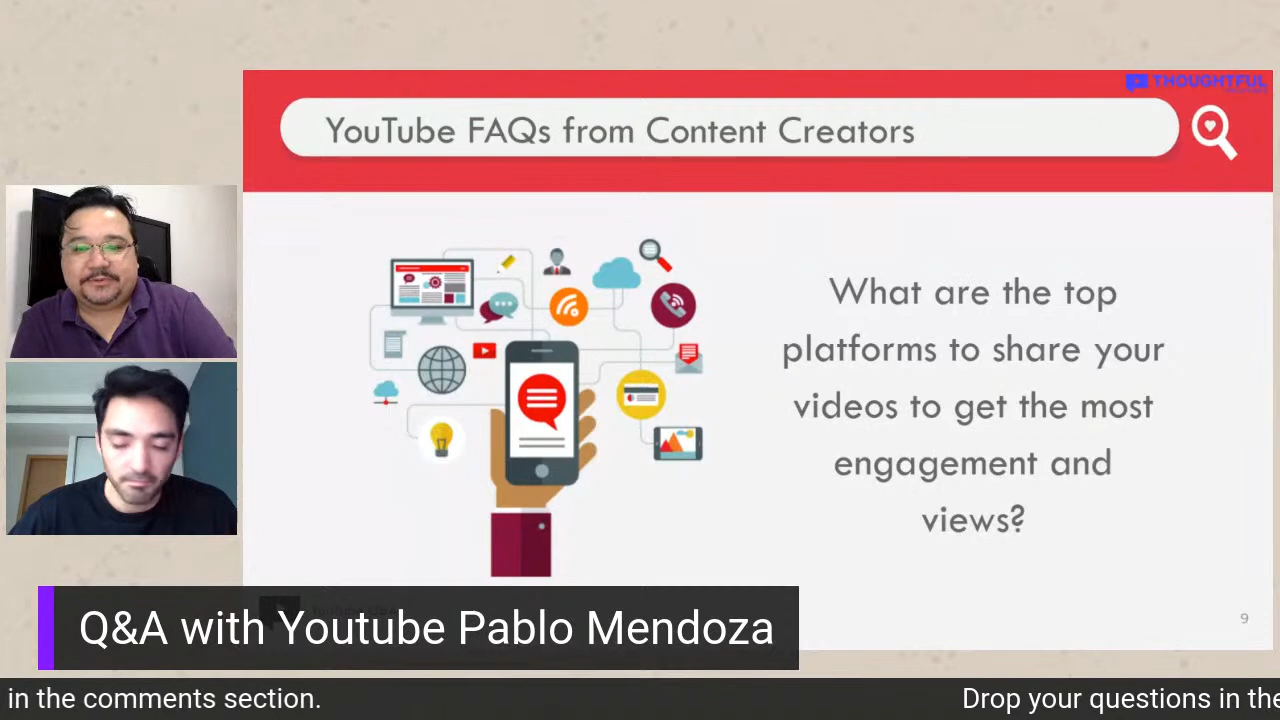 THOUGHTFUL
YouTube FAQs from Content Creators
What are the top
platforms to share your
videos to get the most
engagement and
views?
9
Q&A with Youtube Pablo Mendoza
in the comments section.
Drop your questions in the